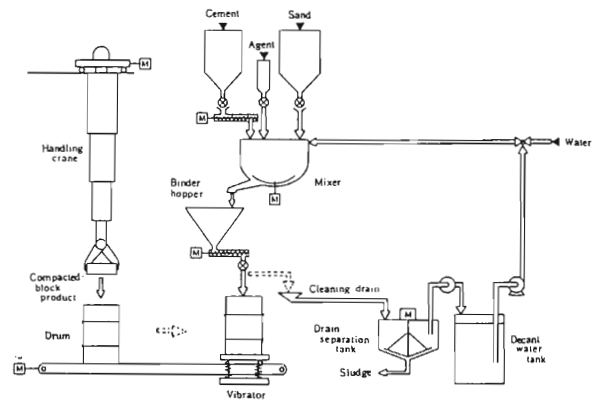 Cement
Sand
Agent
M
M
Handling
crane
Water
Binder
hopper
Mixer
M
M
Compacted
block
product
Cleaning drain
Drum
M
Drain
separation
tank
Decant
water
tank
M
Sludge
Vibrator